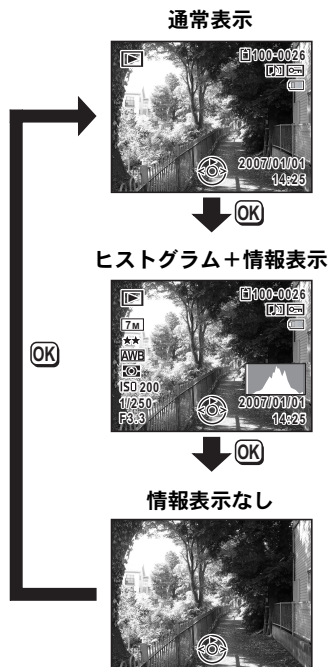 通常表示
100-0026
2007/01/01
14:25
OK
ヒストグラム＋情報表示
100-0026
7M
AWB
ISO 200
1/250
F3.3
2007/01/01
14:25
OK
OK
情報表示なし